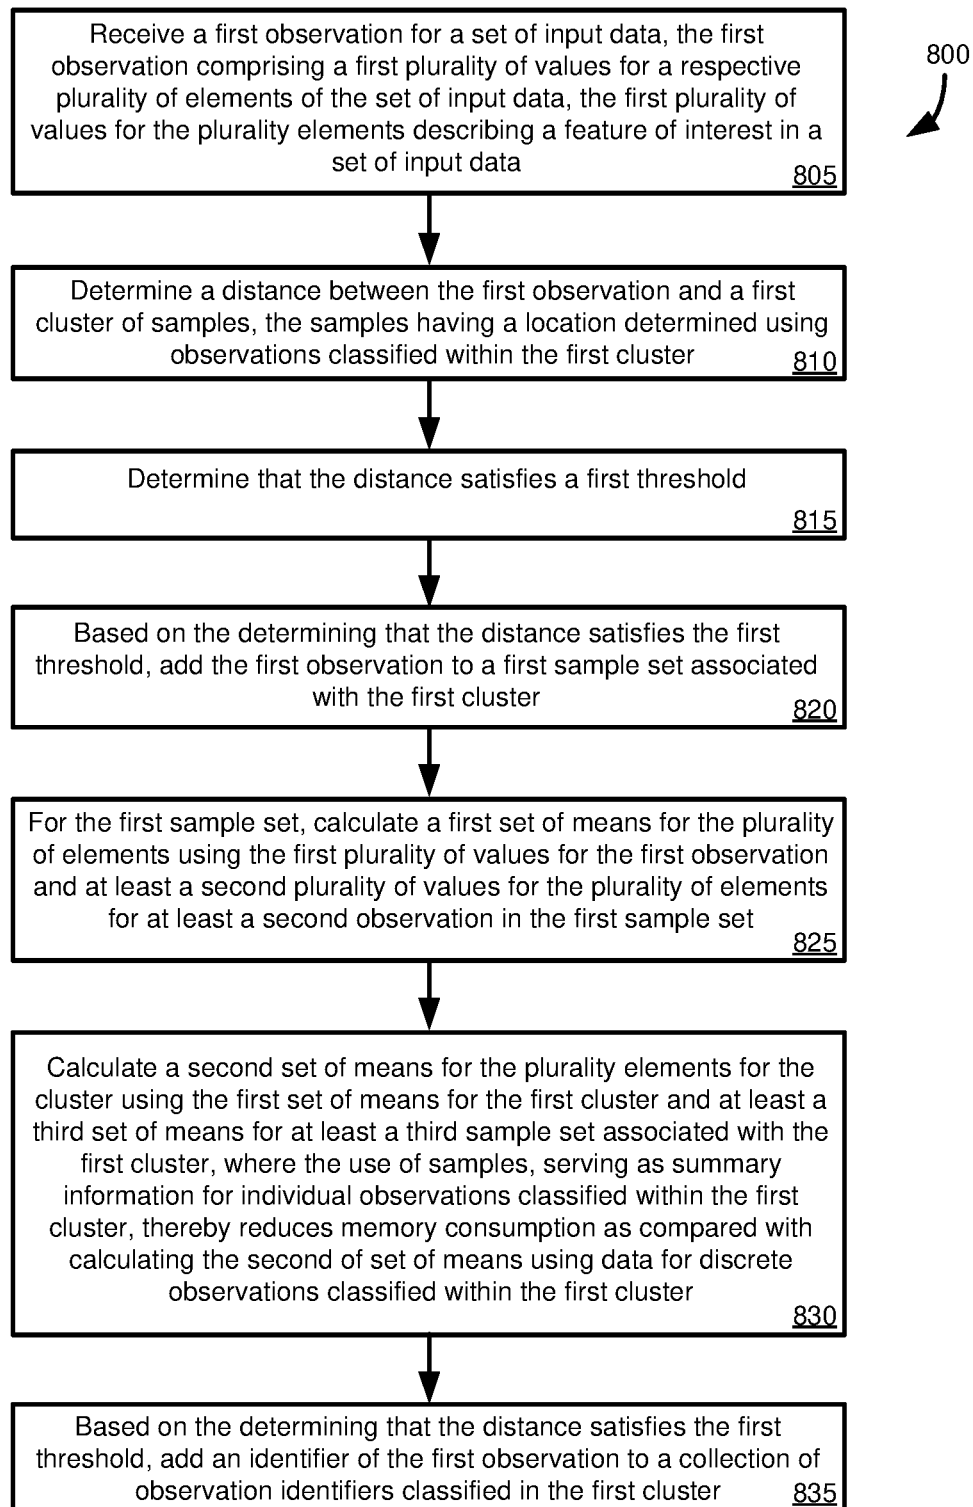 Receive a first observation for a set of input data, the first
observation comprising a first plurality of values for a respective
plurality of elements of the set of input data, the first plurality of
values for the plurality elements describing a feature of interest in a
set of input data
805
800
Determine a distance between the first observation and a first
cluster of samples, the samples having a location determined using
observations classified within the first cluster
810
Determine that the distance satisfies a first threshold
815
Based on the determining that the distance satisfies the first
threshold, add the first observation to a first sample set associated
with the first cluster
820
For the first sample set, calculate a first set of means for the plurality
of elements using the first plurality of values for the first observation
and at least a second plurality of values for the plurality of elements
for at least a second observation in the first sample set
825
Calculate a second set of means for the plurality elements for the
cluster using the first set of means for the first cluster and at least a
third set of means for at least a third sample set associated with the
first cluster, where the use of samples, serving as summary
information for individual observations classified within the first
cluster, thereby reduces memory consumption as compared with
calculating the second of set of means using data for discrete
observations classified within the first cluster
830
Based on the determining that the distance satisfies the first
threshold, add an identifier of the first observation to a collection of
observation identifiers classified in the first cluster
835